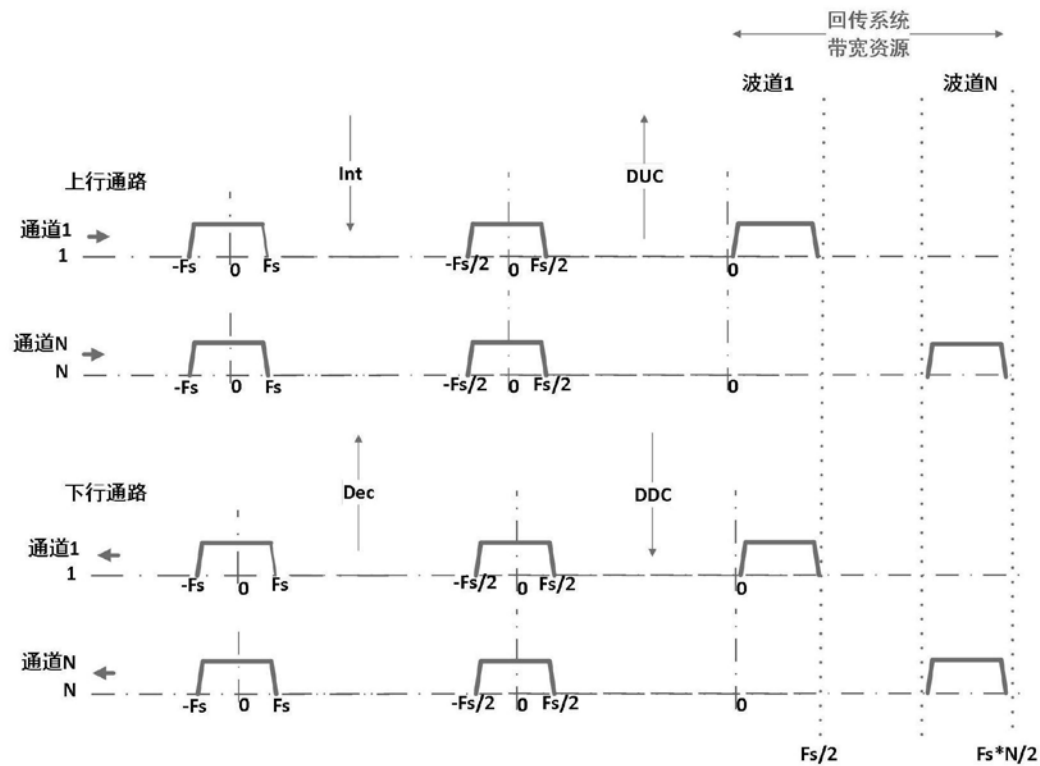 回传系统
带宽资源
波道1 波道N
Int DUC
上行通路
通道1
1 -Fs 0 Fs -Fs/2 0 Fs/2 0
通道N
N -Fs 0 Fs -Fs/2 0 Fs/2 0
Dec DDC
下行通路
通道1
1 -Fs 0 Fs -Fs/2 0 Fs/2 0
通道N
N -Fs 0 Fs -Fs/2 0 Fs/2 0
Fs/2 Fs*N/2